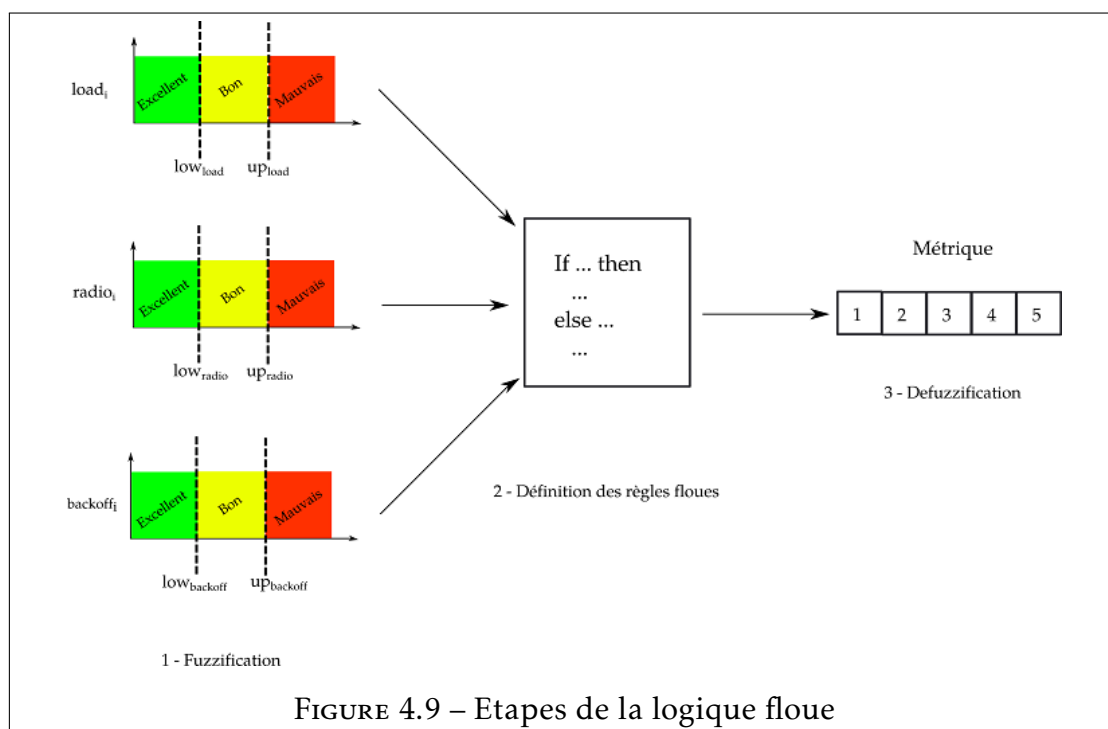 load_i
Excellent
Bon
Mauvais
low_load
up_load
radio_i
Excellent
Bon
Mauvais
low_radio
up_radio
backoff_i
Excellent
Bon
Mauvais
low_backoff
up_backoff
1 - Fuzzification
If ... then
...
else ...
...
2 - Définition des règles floues
Métrique
1 2 3 4 5
3 - Defuzzification
FIGURE 4.9 – Etapes de la logique floue